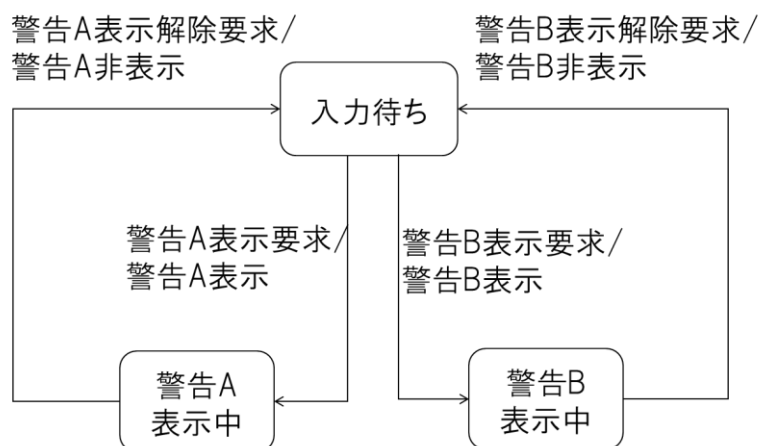 警告A表示解除要求/
警告A非表示
警告B表示解除要求/
警告B非表示
入力待ち
警告A表示要求/
警告A表示
警告B表示要求/
警告B表示
警告A
表示中
警告B
表示中